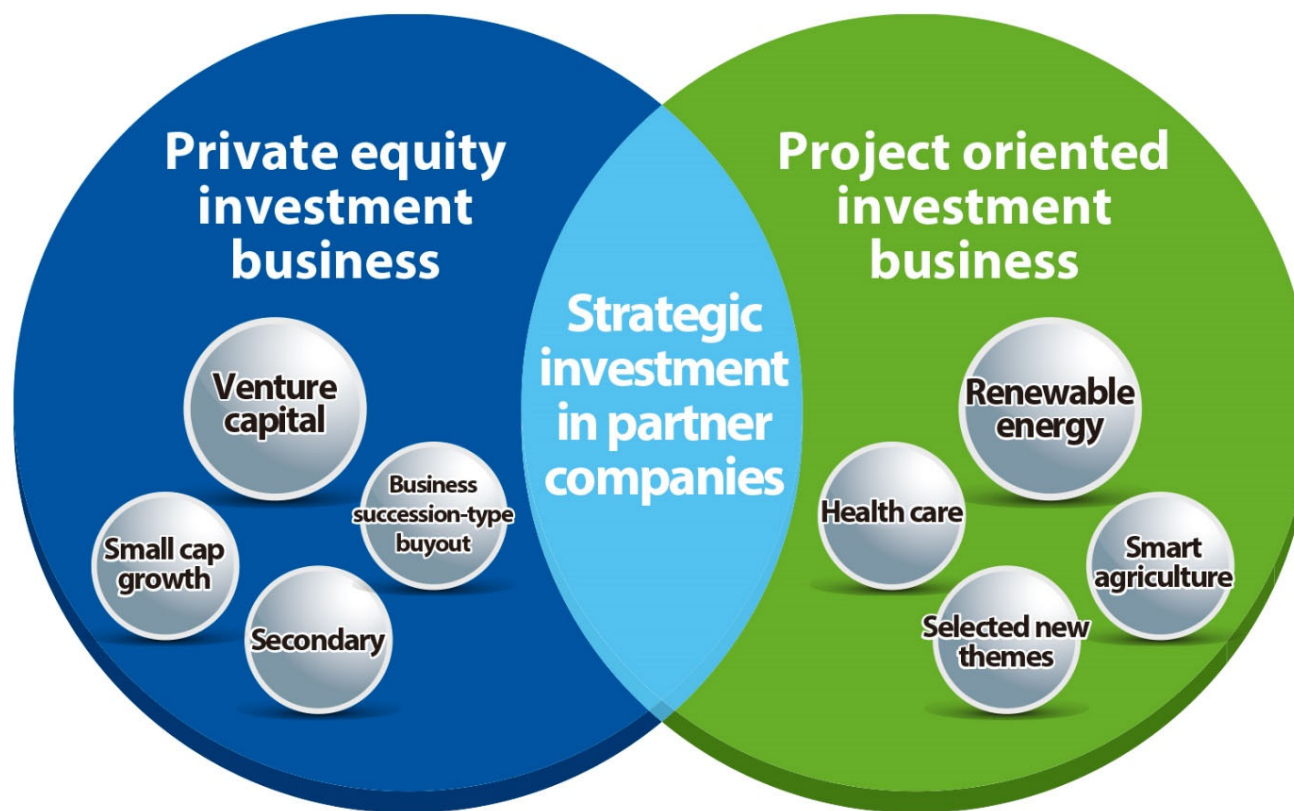 Private equity
investment
business
Venture
capital
Business
succession-type
buyout
Small cap
growth
Secondary
Strategic
investment
in partner
companies
Project oriented
investment
business
Renewable
energy
Health care
Smart
agriculture
Selected new
themes